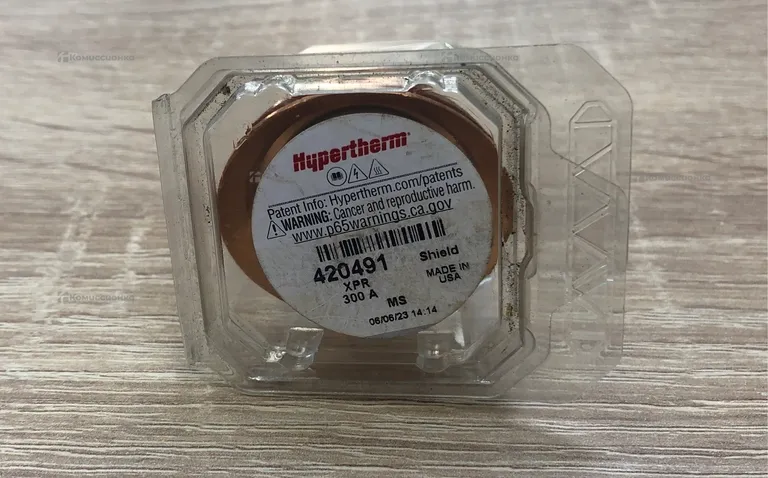 Комиссионер
Hypertherm
Patent Info: Hypertherm.com/patents
WARNING: Cancer and reproductive harm.
www.p65warnings.ca.gov
420491
Shield
XPR
MADE IN
USA
300 A
MS
06/06/23 14:14